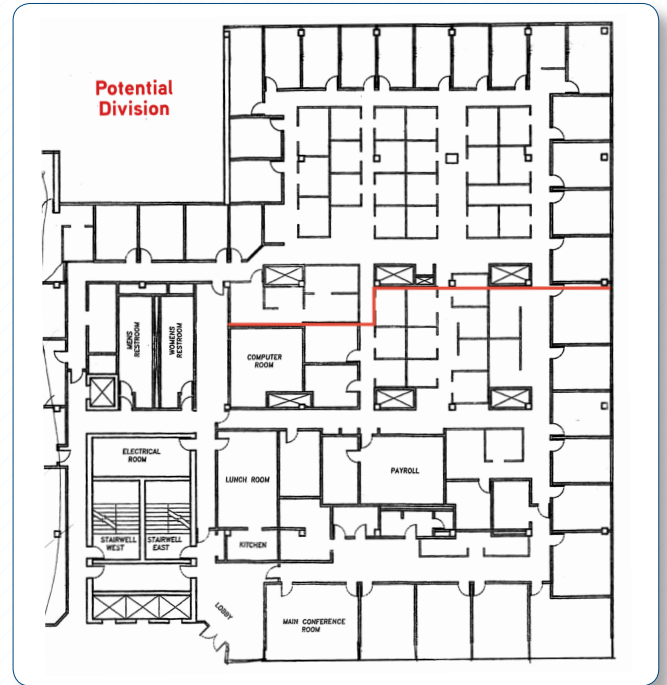 Potential
Division
MENS
RESTROOM
WOMENS
RESTROOM
COMPUTER
ROOM
ELECTRICAL
ROOM
LUNCH ROOM
PAYROLL
STAIRWELL
WEST
STAIRWELL
EAST
KITCHEN
LOBBY
MAIN CONFERENCE
ROOM